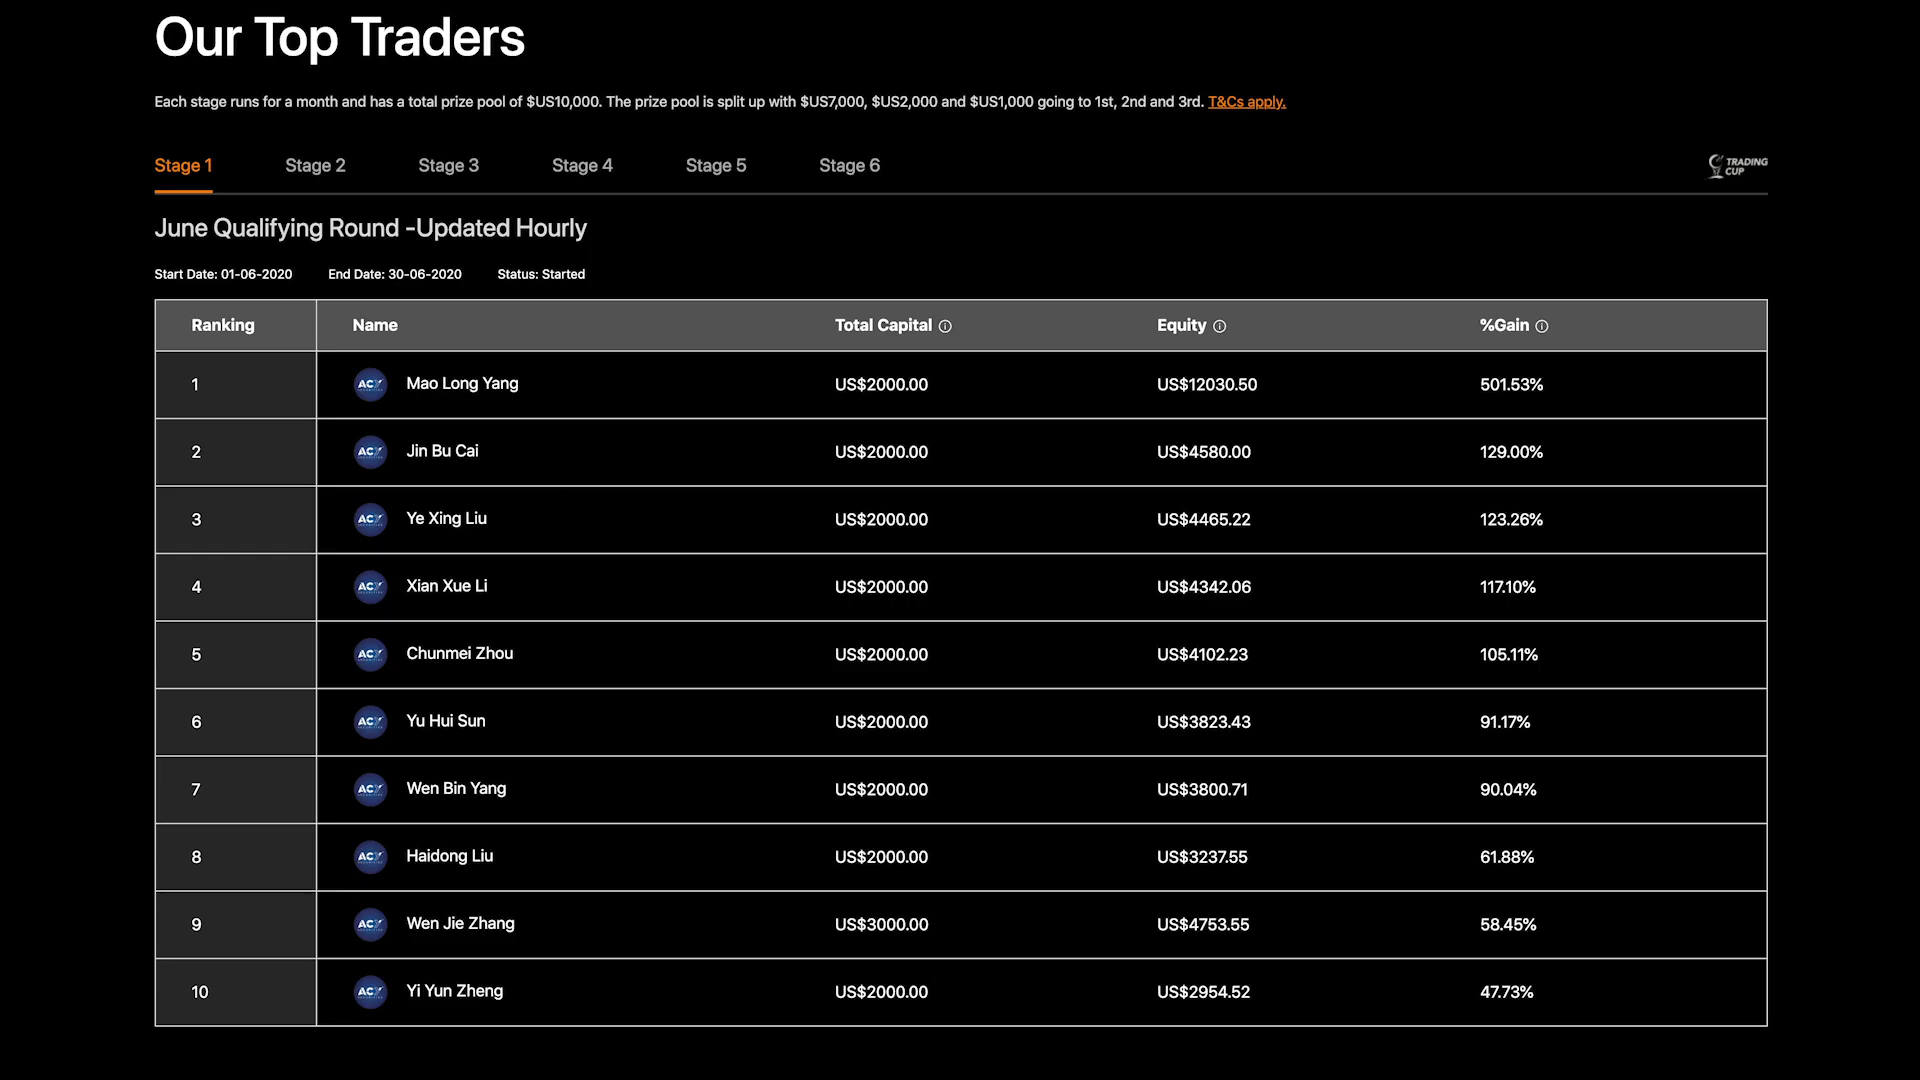 Our Top Traders
Each stage runs for a month and has a total prize pool of $US10,000. The prize pool is split up with $US7,000, $US2,000 and $US1,000 going to 1st, 2nd and 3rd. T&Cs apply.
Stage 1 Stage 2 Stage 3 Stage 4 Stage 5 Stage 6
TRADING
CUP
June Qualifying Round -Updated Hourly
Start Date: 01-06-2020 End Date: 30-06-2020 Status: Started
Ranking Name Total Capital Equity %Gain
1 ACY Mao Long Yang US$2000.00 US$12030.50 501.53%
2 ACY Jin Bu Cai US$2000.00 US$4580.00 129.00%
3 ACY Ye Xing Liu US$2000.00 US$4465.22 123.26%
4 ACY Xian Xue Li US$2000.00 US$4342.06 117.10%
5 ACY Chunmei Zhou US$2000.00 US$4102.23 105.11%
6 ACY Yu Hui Sun US$2000.00 US$3823.43 91.17%
7 ACY Wen Bin Yang US$2000.00 US$3800.71 90.04%
8 ACY Haidong Liu US$2000.00 US$3237.55 61.88%
9 ACY Wen Jie Zhang US$3000.00 US$4753.55 58.45%
10 ACY Yi Yun Zheng US$2000.00 US$2954.52 47.73%